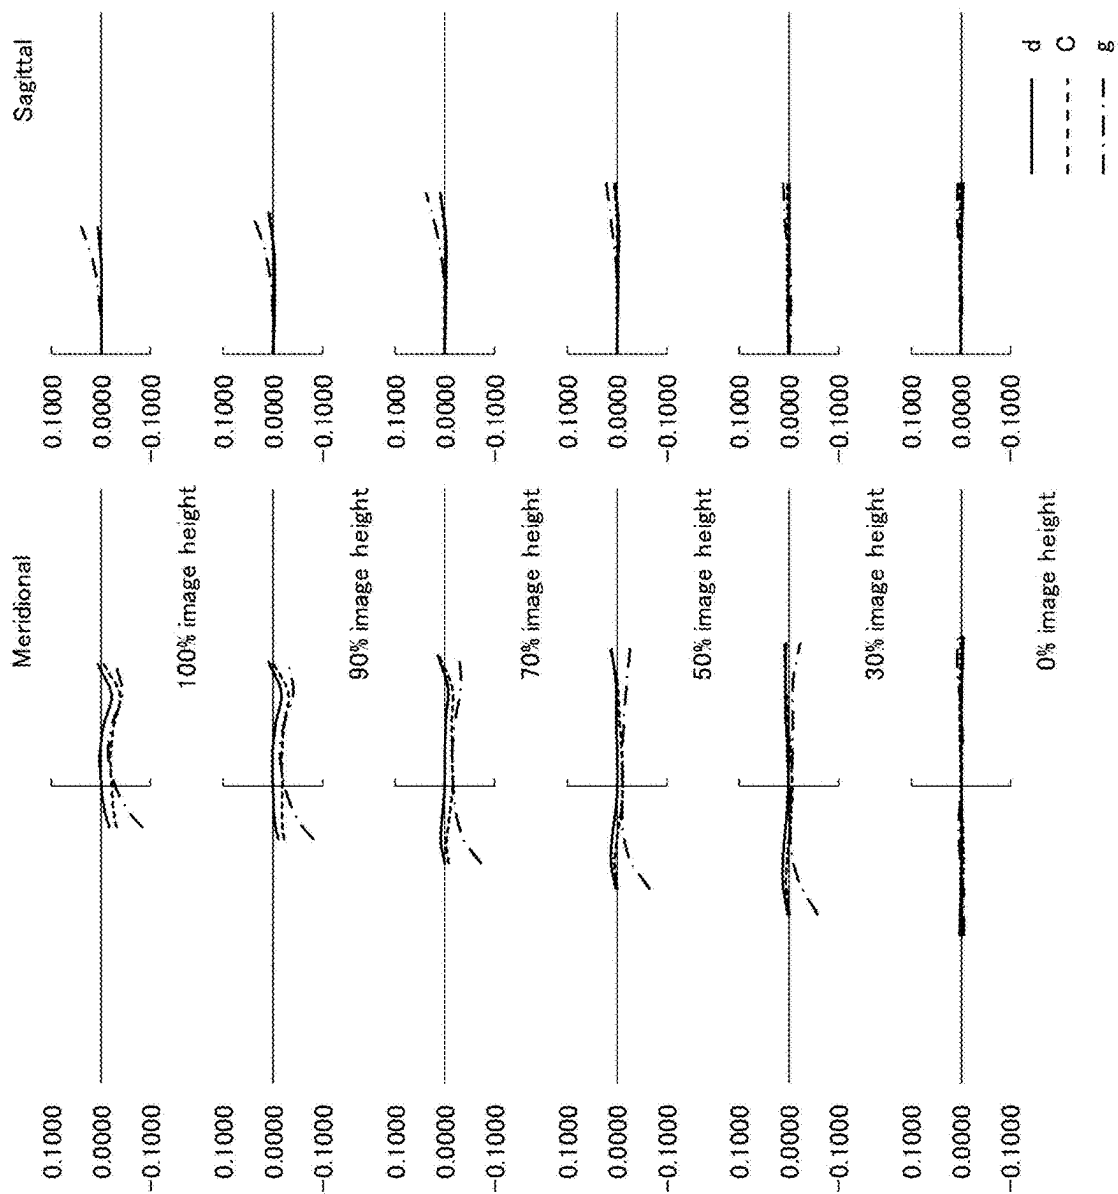 Meridional Sagittal
0.1000 0.1000
0.0000 0.0000
-0.1000 -0.1000
100% image height
0.1000 0.1000
0.0000 0.0000
-0.1000 -0.1000
90% image height
0.1000 0.1000
0.0000 0.0000
-0.1000 -0.1000
70% image height
0.1000 0.1000
0.0000 0.0000
-0.1000 -0.1000
50% image height
0.1000 0.1000
0.0000 0.0000
-0.1000 -0.1000
30% image height
0.1000 0.1000
0.0000 0.0000
-0.1000 -0.1000
0% image height
d
C
g